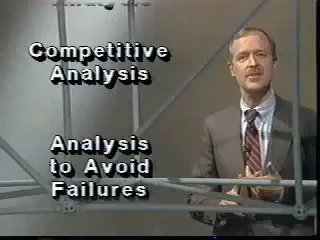 Competitive
Analysis
Analysis
to Avoid
Failures